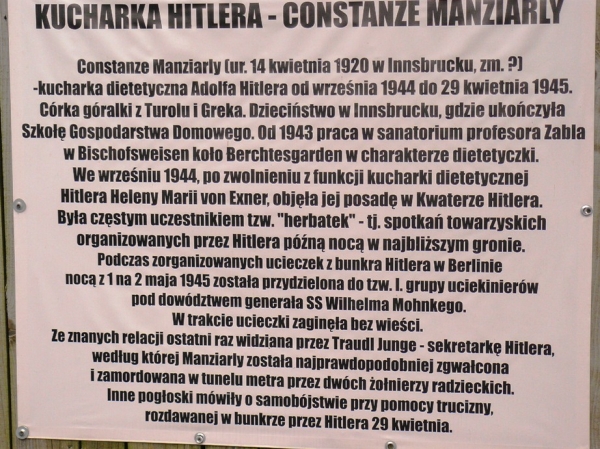 KUCHARKA HITLERA - CONSTANZE MANZIARLY
Constanze Manziarly (ur. 14 kwietnia 1920 w Innsbrucku, zm. ?)
-kucharka dietetyczna Adolfa Hitlera od września 1944 do 29 kwietnia 1945.
Córka góralki z Turolu i Greka. Dzieciństwo w Innsbrucku, gdzie ukończyła
Szkołę Gospodarstwa Domowego. Od 1943 praca w sanatorium profesora Zabla
w Bischofsweisen koło Berchtesgarden w charakterze dietetyczki.
We wrześniu 1944, po zwolnieniu z funkcji kucharki dietetycznej
Hitlera Heleny Marii von Exner, objęła jej posadę w Kwaterze Hitlera.
Była częstym uczestnikiem tzw. "herbatek" - tj. spotkań towarzyskich
organizowanych przez Hitlera późną nocą w najbliższym gronie.
Podczas zorganizowanych ucieczek z bunkra Hitlera w Berlinie
nocą z 1 na 2 maja 1945 została przydzielona do tzw. I. grupy uciekinierów
pod dowództwem generała SS Wilhelma Mohnkego.
W trakcie ucieczki zaginęła bez wieści.
Ze znanych relacji ostatni raz widziana przez Traudl Junge - sekretarkę Hitlera,
według której Manziarly została najprawdopodobniej zgwałcona
i zamordowana w tunelu metra przez dwóch żołnierzy radzieckich.
Inne pogłoski mówiły o samobójstwie przy pomocy trucizny,
rozdawanej w bunkrze przez Hitlera 29 kwietnia.